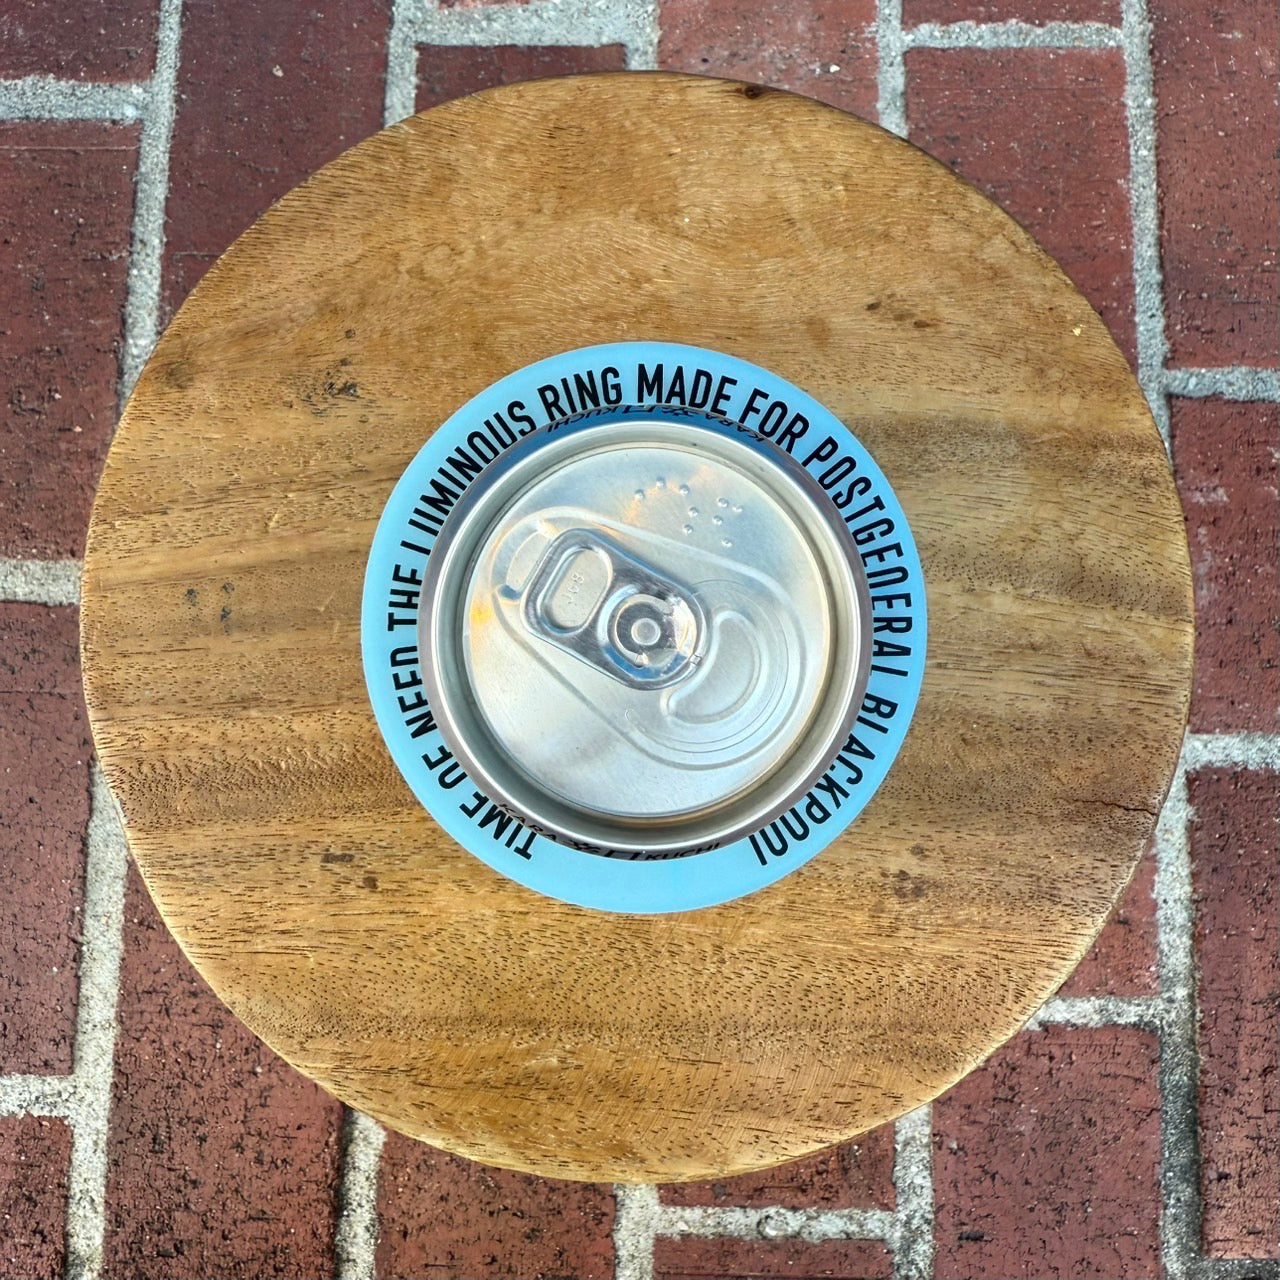 TIME OF NEED THE LUMINOUS RING MADE FOR POSTGENERAL BLACKPOOL